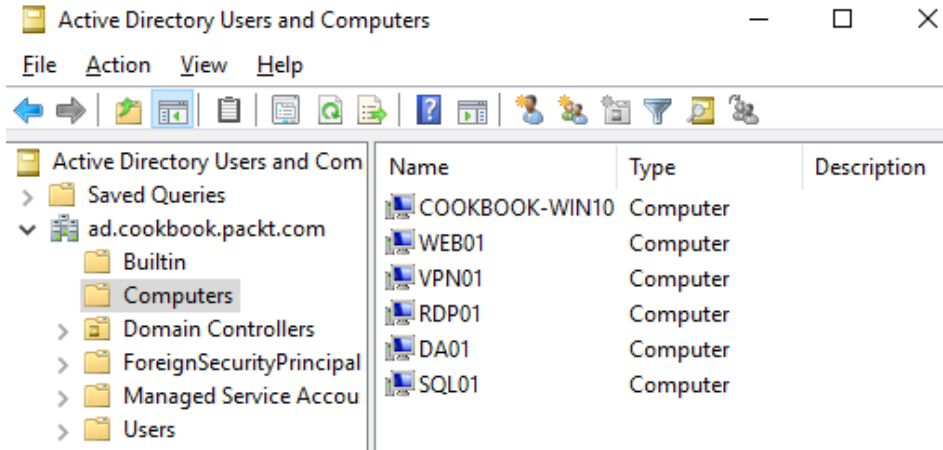 Active Directory Users and Computers
File Action View Help
Active Directory Users and Com
Saved Queries
ad.cookbook.packt.com
Builtin
Computers
Domain Controllers
ForeignSecurityPrincipal
Managed Service Accou
Users
Name Type Description
COOKBOOK-WIN10 Computer
WEB01 Computer
VPN01 Computer
RDP01 Computer
DA01 Computer
SQL01 Computer